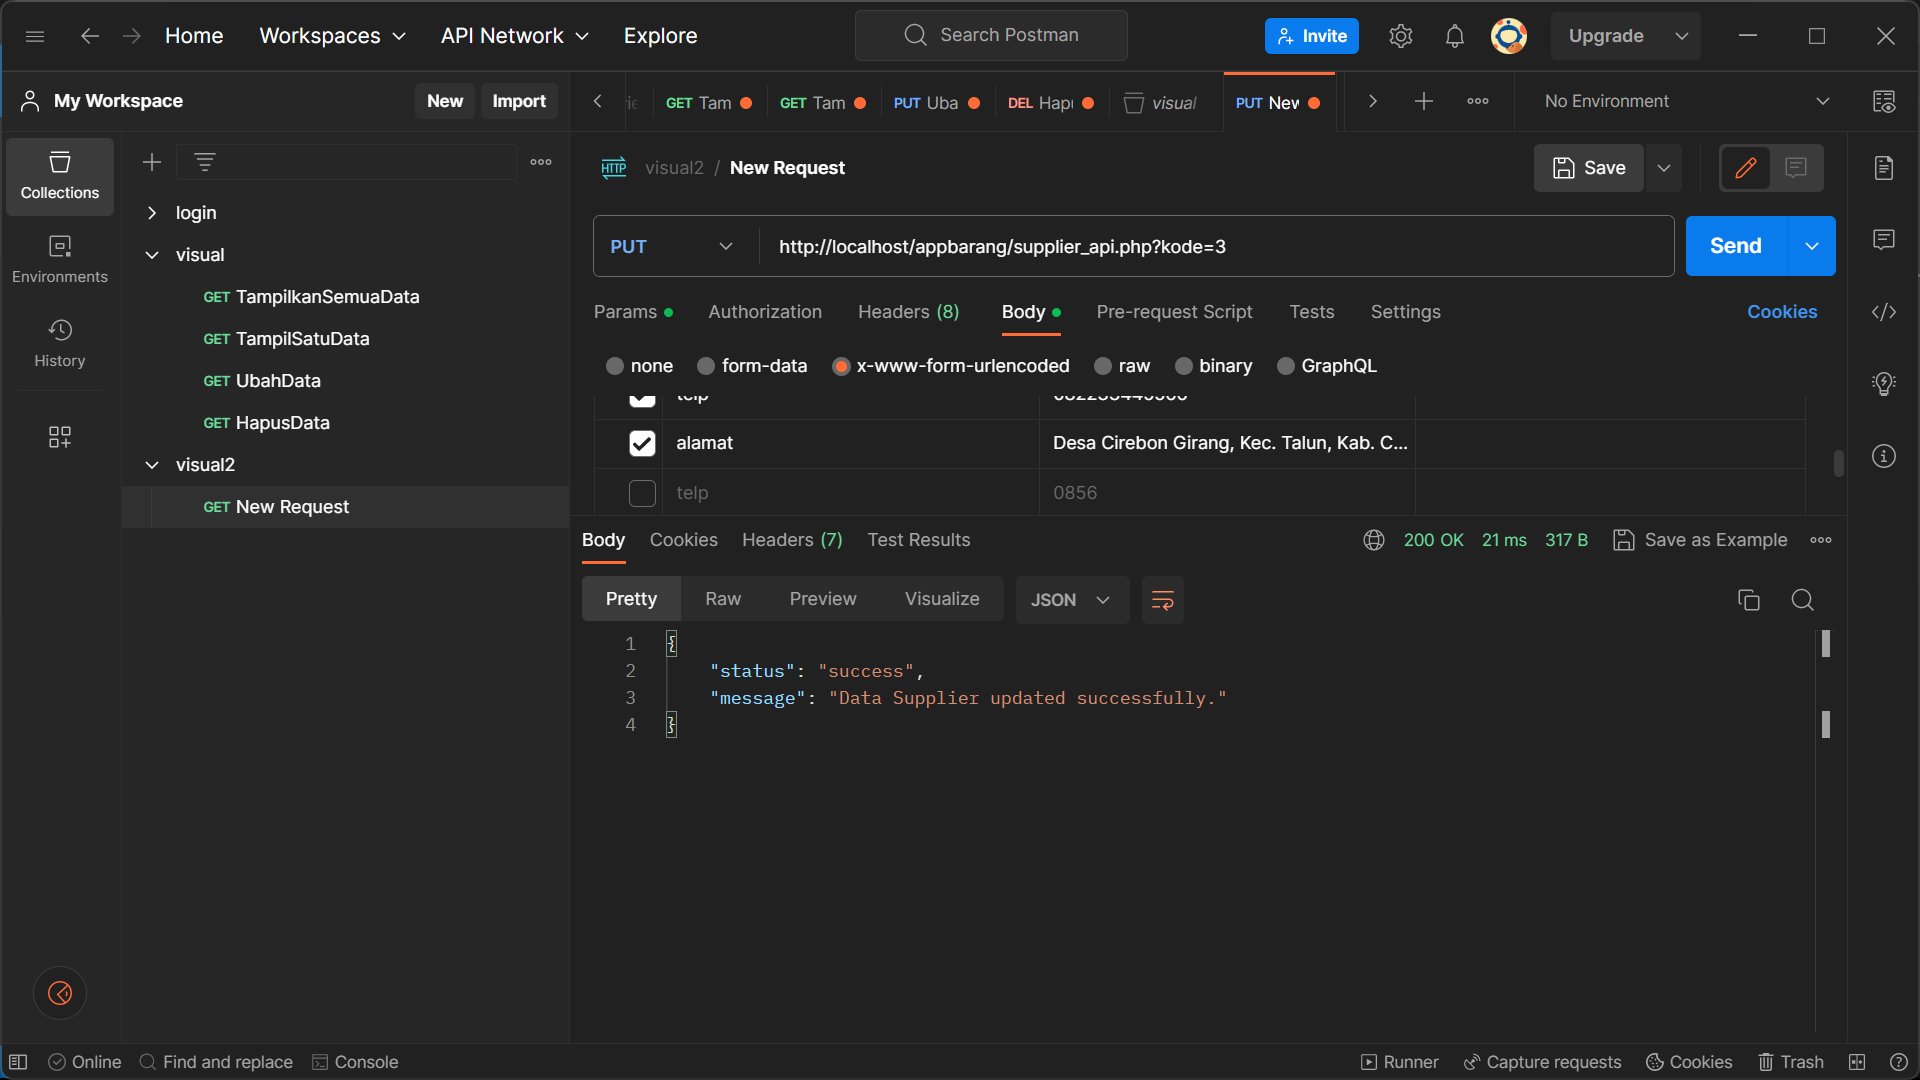 Home Workspaces API Network Explore Search Postman Invite Upgrade
My Workspace New Import GET Tam GET Tam PUT Uba DEL Hapu visual PUT New No Environment
Collections
Environments
History
login
visual
GET TampilkanSemuaData
GET TampilSatuData
GET UbahData
GET HapusData
visual2
GET New Request
HTTP visual2 / New Request Save
PUT http://localhost/appbarang/supplier_api.php?kode=3 Send
Params Authorization Headers (8) Body Pre-request Script Tests Settings Cookies
none form-data x-www-form-urlencoded raw binary GraphQL
telp
alamat Desa Cirebon Girang, Kec. Talun, Kab. C...
telp 0856
Body Cookies Headers (7) Test Results 200 OK 21 ms 317 B Save as Example
Pretty Raw Preview Visualize JSON
1 {
2 "status": "success",
3 "message": "Data Supplier updated successfully."
4 }
Online Find and replace Console Runner Capture requests Cookies Trash